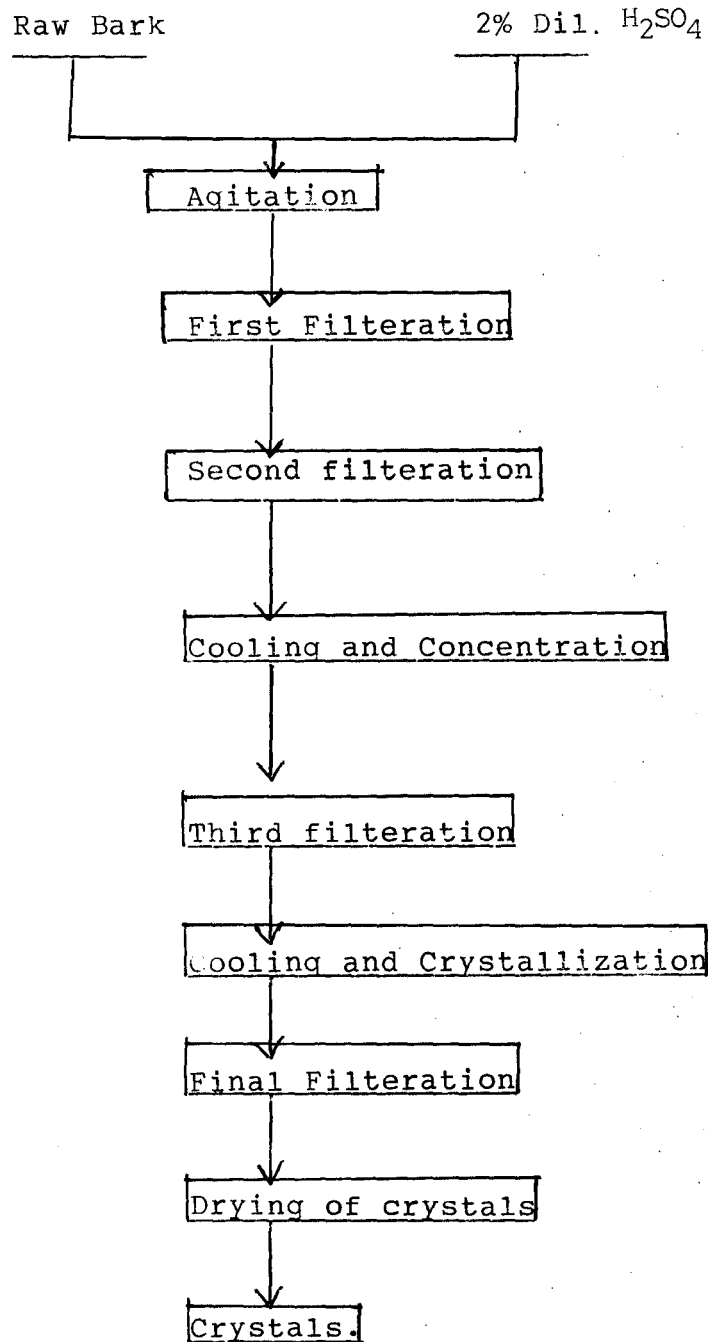 Raw Bark 2% Dil. H₂SO₄
Agitation
First Filteration
Second filteration
Cooling and Concentration
Third filteration
Cooling and Crystallization
Final Filteration
Drying of crystals
Crystals.